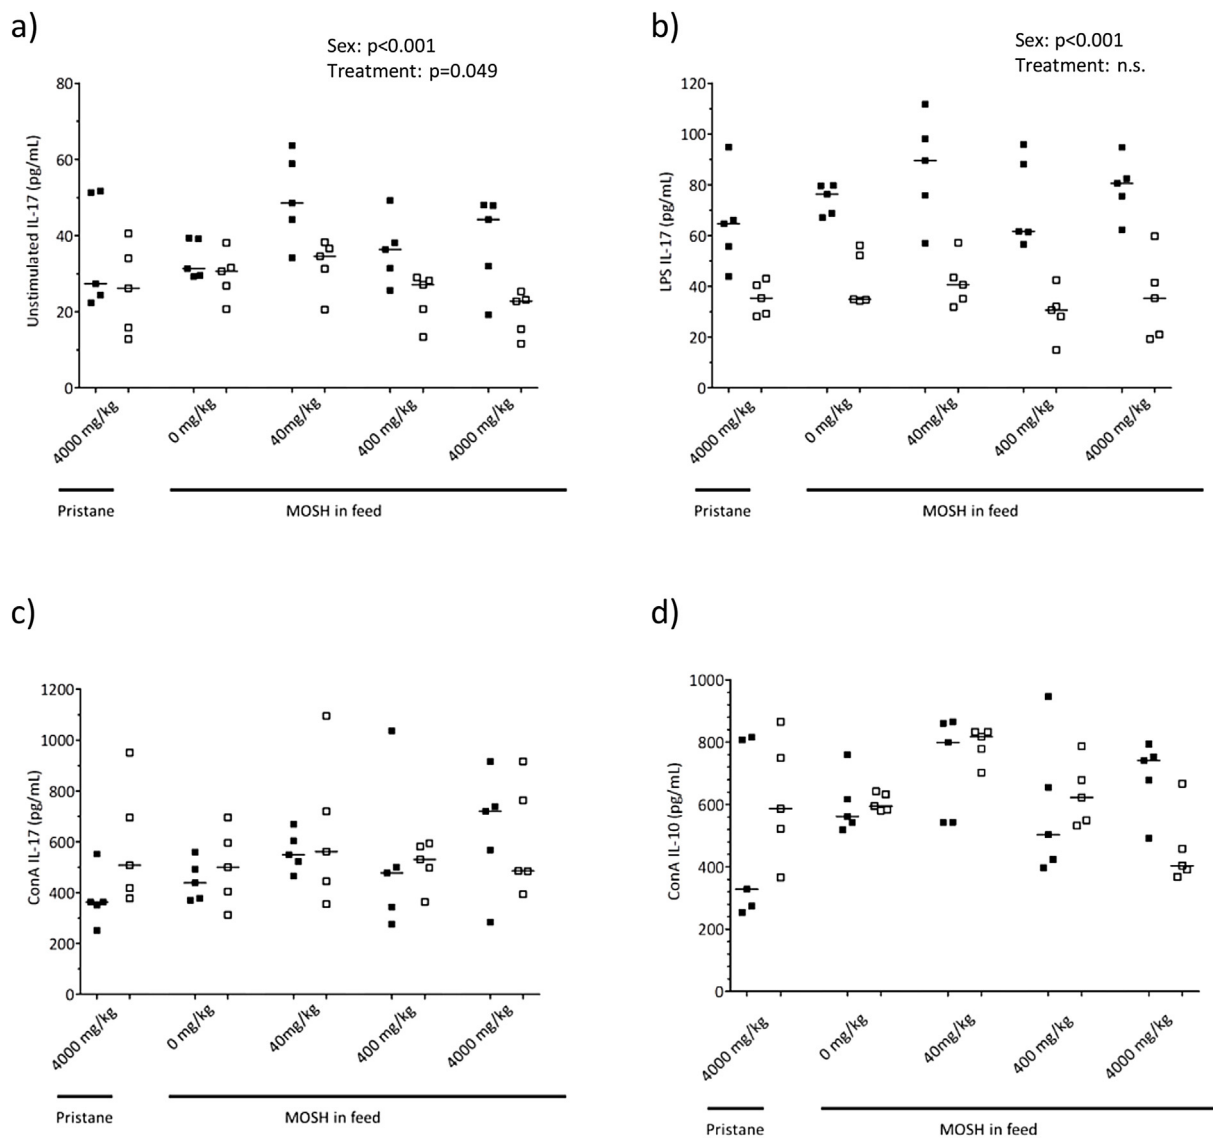 a)
Sex: p<0.001
Treatment: p=0.049
80
60
40
20
0
Unstimulated IL-17 (pg/mL)
4000 mg/kg
0 mg/kg
40mg/kg
400 mg/kg
4000 mg/kg
Pristane
MOSH in feed
b)
Sex: p<0.001
Treatment: n.s.
120
100
80
60
40
20
0
LPS IL-17 (pg/mL)
4000 mg/kg
0 mg/kg
40mg/kg
400 mg/kg
4000 mg/kg
Pristane
MOSH in feed
c)
1200
1000
800
600
400
200
0
ConA IL-17 (pg/mL)
4000 mg/kg
0 mg/kg
40mg/kg
400 mg/kg
4000 mg/kg
Pristane
MOSH in feed
d)
1000
800
600
400
200
0
ConA IL-10 (pg/mL)
4000 mg/kg
0 mg/kg
40mg/kg
400 mg/kg
4000 mg/kg
Pristane
MOSH in feed